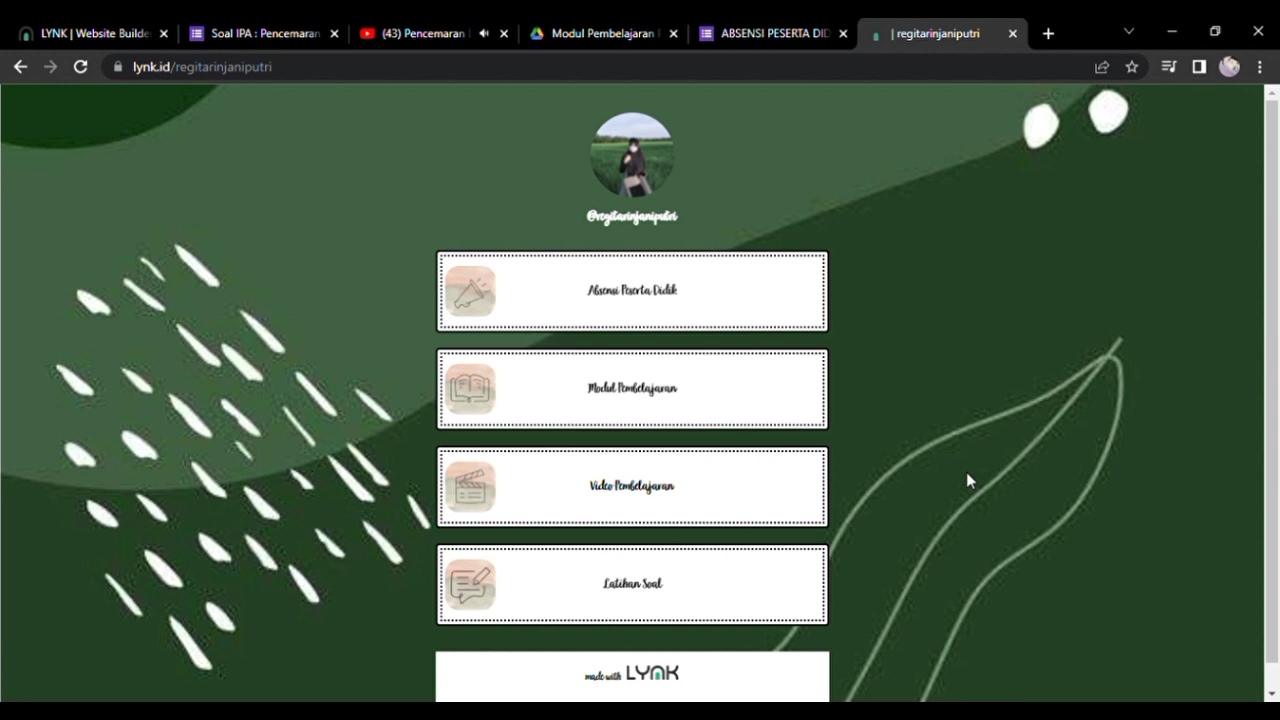 LYNK | Website Builde
Soal IPA : Pencemaran
(43) Pencemaran
Modul Pembelajaran
ABSENSI PESERTA DID
| regitarinjaniputri
lynk.id/regitarinjaniputri
@regitarinjaniputri
Absensi Peserta Didik
Modul Pembelajaran
Video Pembelajaran
Latihan Soal
made with LYNK